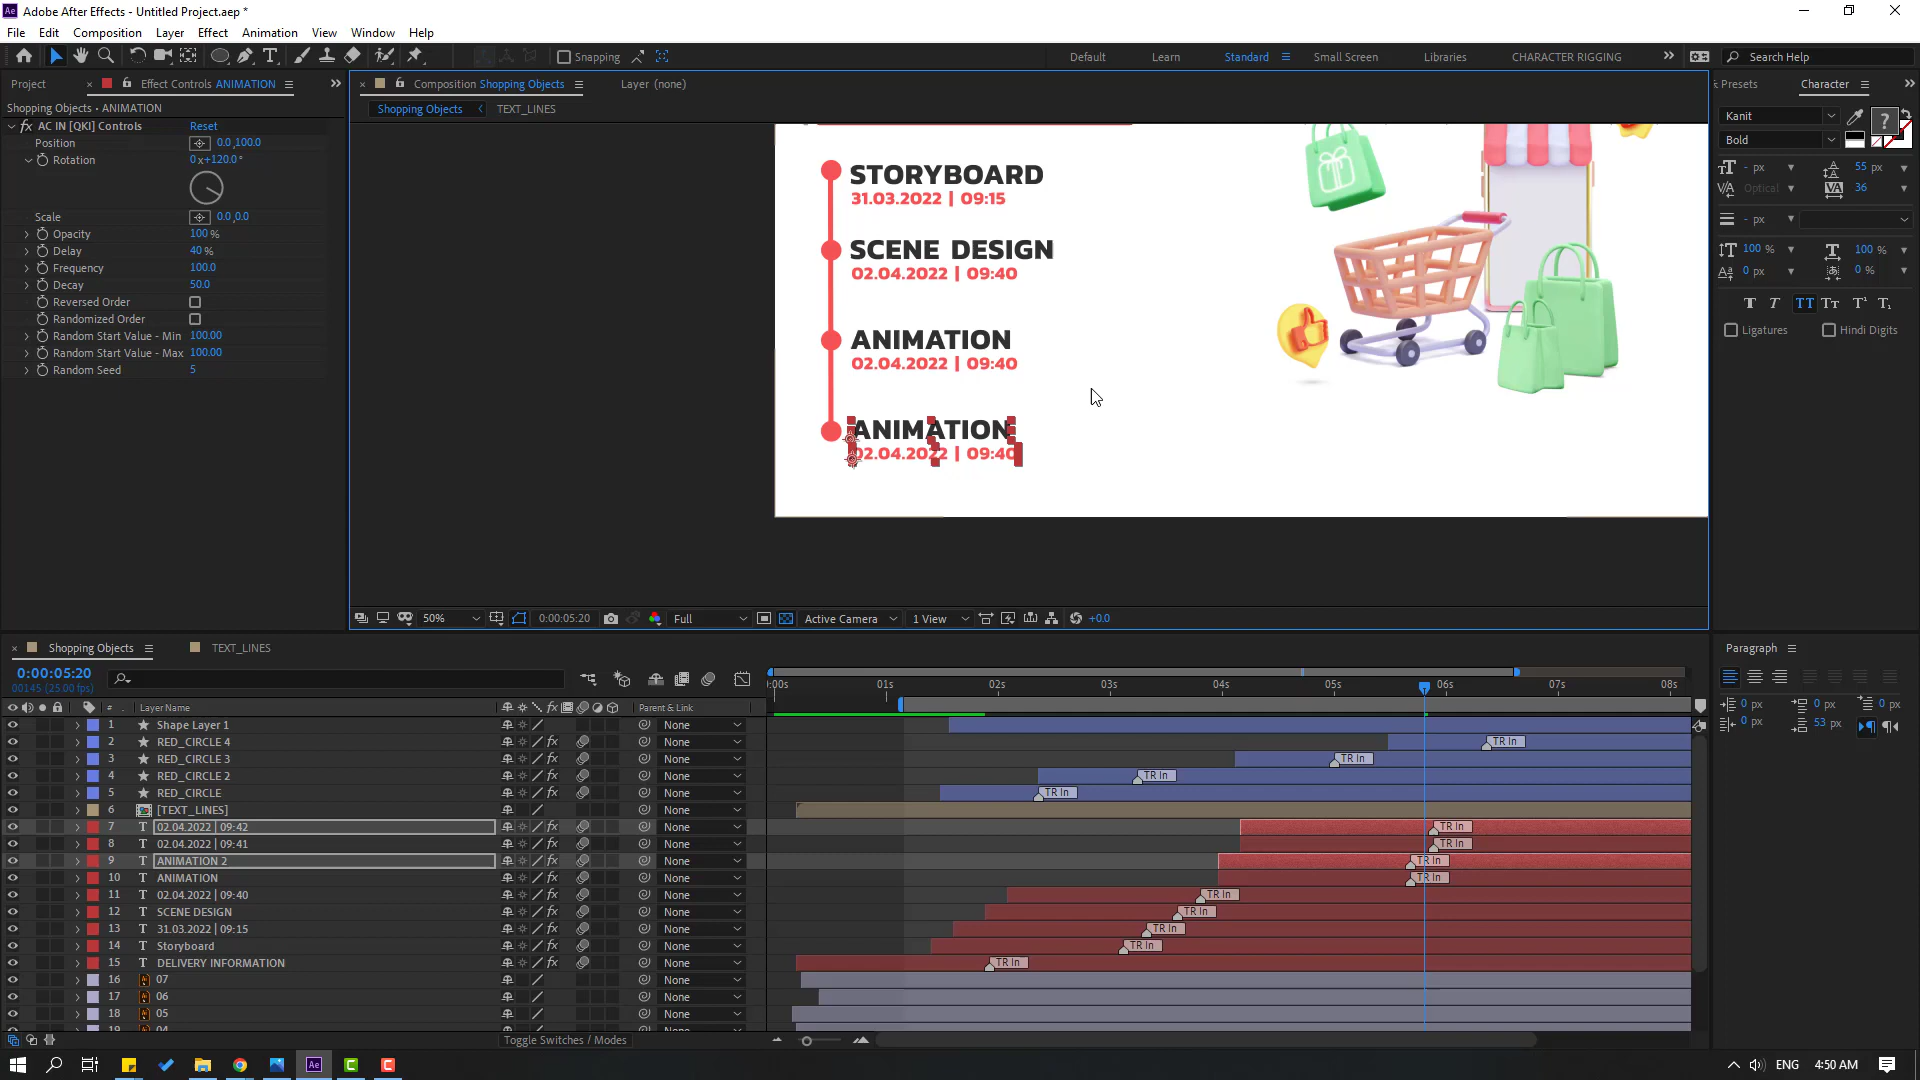 Adobe After Effects - Untitled Project.aep *
File Edit Composition Layer Effect Animation View Window Help
Snapping Default Learn Standard Small Screen Libraries CHARACTER RIGGING Search Help
Project Effect Controls ANIMATION
Composition Shopping Objects Layer (none)
Presets Character
Shopping Objects • ANIMATION
Shopping Objects TEXT_LINES
AC IN [QKI] Controls Reset
Position 0.0,100.0
Rotation 0x+120.0°
Scale 0.0,0.0
Opacity 100 %
Delay 40 %
Frequency 100.0
Decay 50.0
Reversed Order
Randomized Order
Random Start Value - Min 100.00
Random Start Value - Max 100.00
Random Seed 5
STORYBOARD
31.03.2022 | 09:15
SCENE DESIGN
02.04.2022 | 09:40
ANIMATION
02.04.2022 | 09:40
ANIMATION
02.04.2022 | 09:40
Kanit
Bold
- px 55 px
Optical 36
- px
100 % 100 %
0 px 0 %
Ligatures Hindi Digits
50% 0:00:05:20 Full Active Camera 1 View +0.0
Shopping Objects TEXT_LINES
0:00:05:20
00145 (25.00 fps)
:00s 01s 02s 03s 04s 05s 06s 07s 08s
# Layer Name Parent & Link
1 Shape Layer 1 None
2 RED_CIRCLE 4 None TR In
3 RED_CIRCLE 3 None TR In
4 RED_CIRCLE 2 None TR In
5 RED_CIRCLE None TR In
6 [TEXT_LINES] None
7 02.04.2022 | 09:42 None TR In
8 02.04.2022 | 09:41 None TR In
9 ANIMATION 2 None TR In
10 ANIMATION None TR In
11 02.04.2022 | 09:40 None TR In
12 SCENE DESIGN None TR In
13 31.03.2022 | 09:15 None TR In
14 Storyboard None TR In
15 DELIVERY INFORMATION None TR In
16 07 None
17 06 None
18 05 None
19 04
Toggle Switches / Modes
Paragraph
0 px 0 px 0 px
0 px 53 px
ENG 4:50 AM